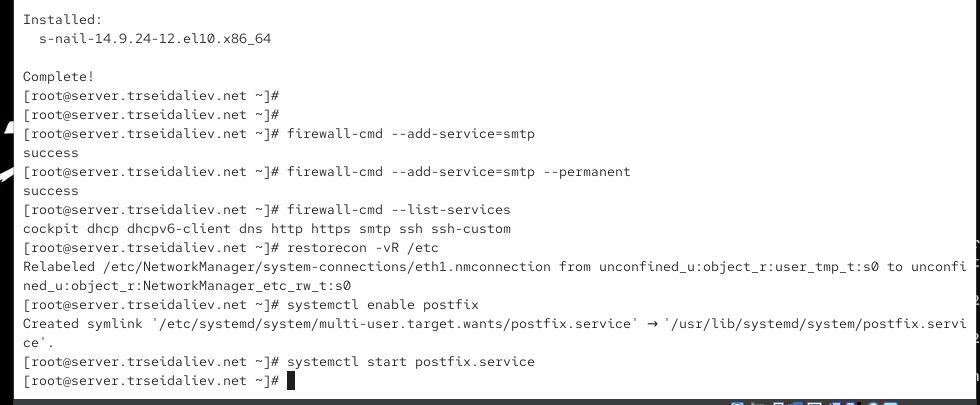 Installed:
  s-nail-14.9.24-12.el10.x86_64

Complete!
[root@server.trseidaliev.net ~]#
[root@server.trseidaliev.net ~]#
[root@server.trseidaliev.net ~]# firewall-cmd --add-service=smtp
success
[root@server.trseidaliev.net ~]# firewall-cmd --add-service=smtp --permanent
success
[root@server.trseidaliev.net ~]# firewall-cmd --list-services
cockpit dhcp dhcpv6-client dns http https smtp ssh ssh-custom
[root@server.trseidaliev.net ~]# restorecon -vR /etc
Relabeled /etc/NetworkManager/system-connections/eth1.nmconnection from unconfined_u:object_r:user_tmp_t:s0 to unconfi
ned_u:object_r:NetworkManager_etc_rw_t:s0
[root@server.trseidaliev.net ~]# systemctl enable postfix
Created symlink '/etc/systemd/system/multi-user.target.wants/postfix.service' → '/usr/lib/systemd/system/postfix.servi
ce'.
[root@server.trseidaliev.net ~]# systemctl start postfix.service
[root@server.trseidaliev.net ~]#